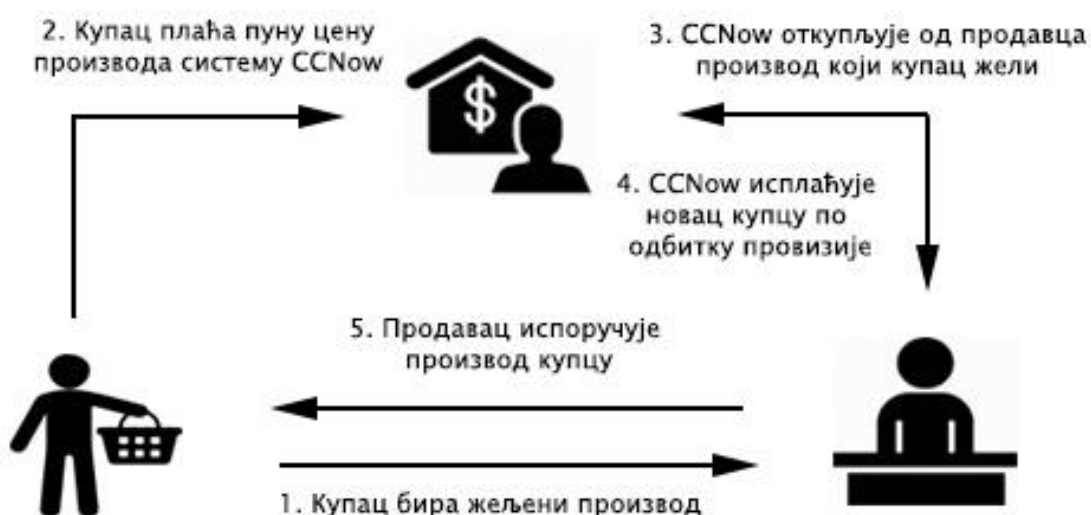 2. Купац плаћа пуну цену
производа систему CCNow
$
3. CCNow откупљује од продавца
производ који купац жели
4. CCNow исплаћује
новац купцу по
одбитку провизије
5. Продавац испоручује
производ купцу
1. Купац бира жељени производ